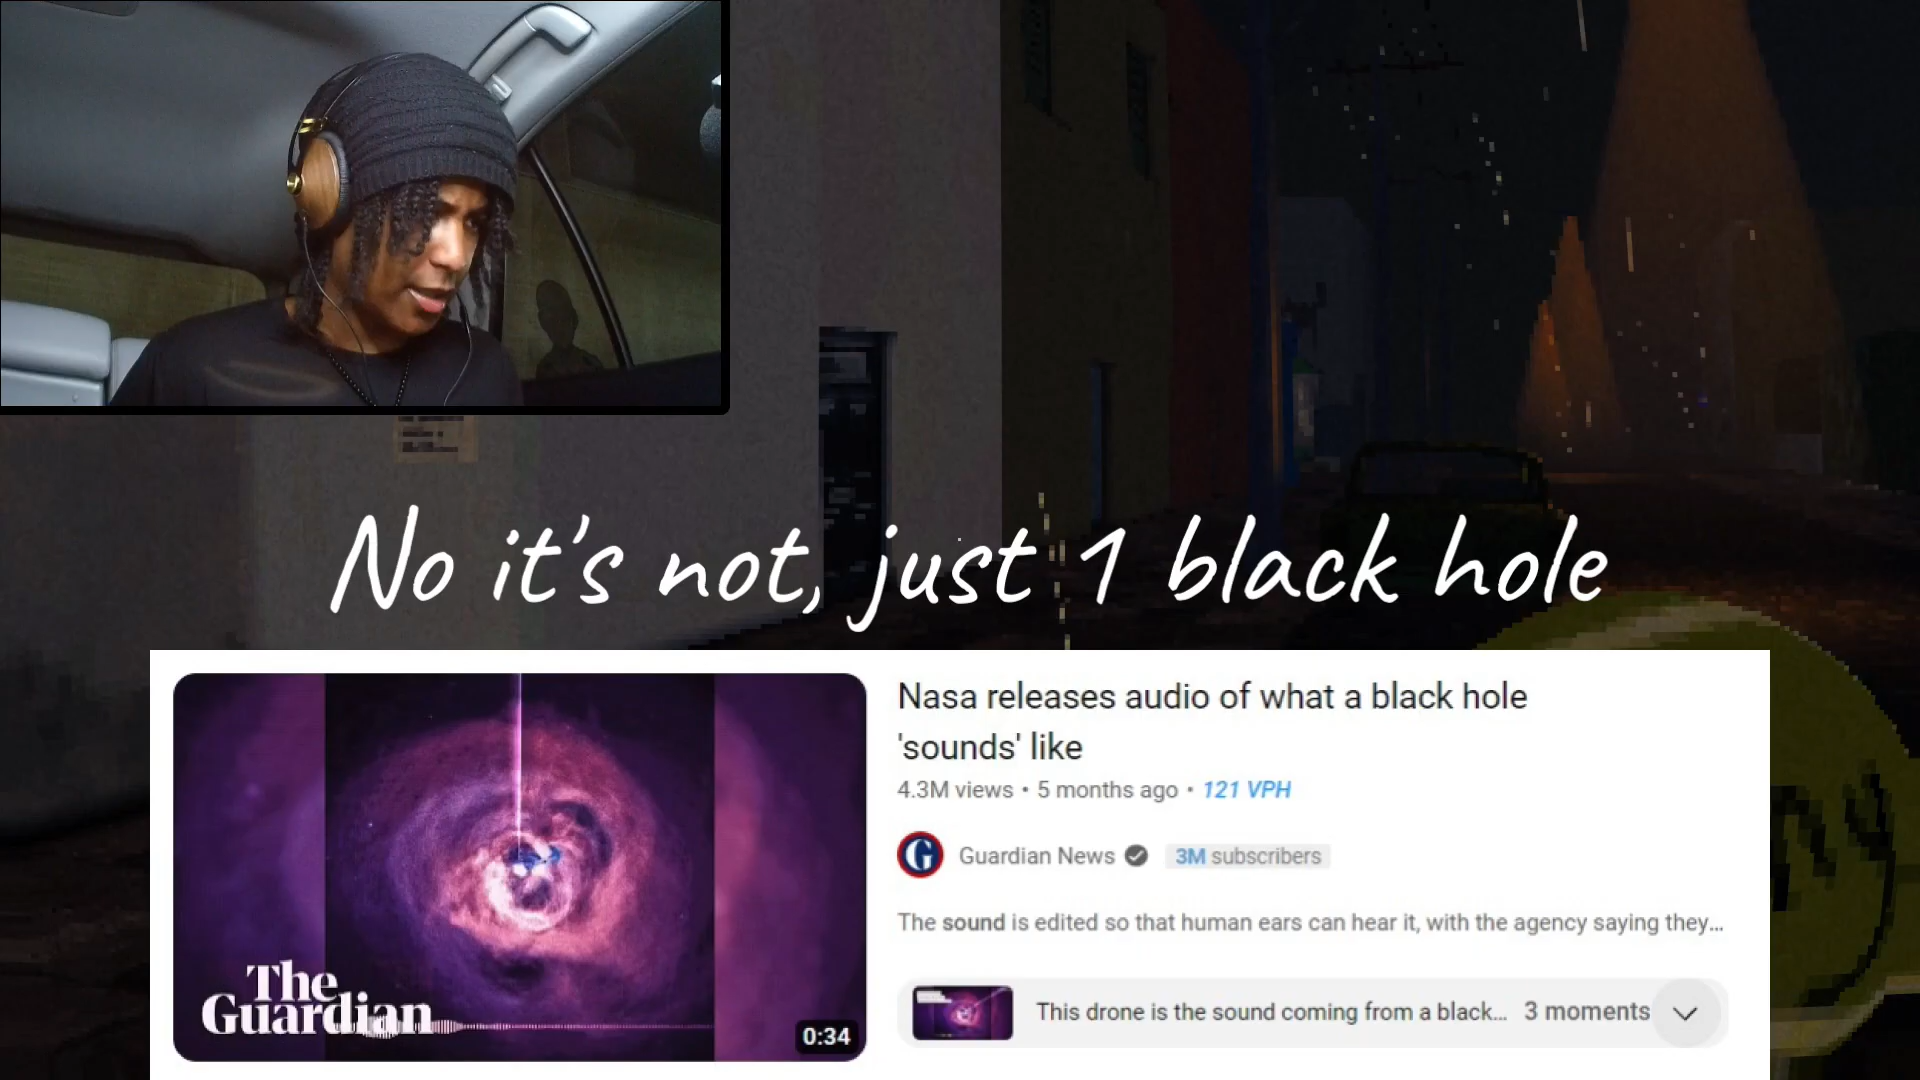 No it's not, just 1 black hole
The
Guardian
0:34
Nasa releases audio of what a black hole
'sounds' like
4.3M views • 5 months ago • 121 VPH
G Guardian News 3M subscribers
The sound is edited so that human ears can hear it, with the agency saying they...
This drone is the sound coming from a black... 3 moments